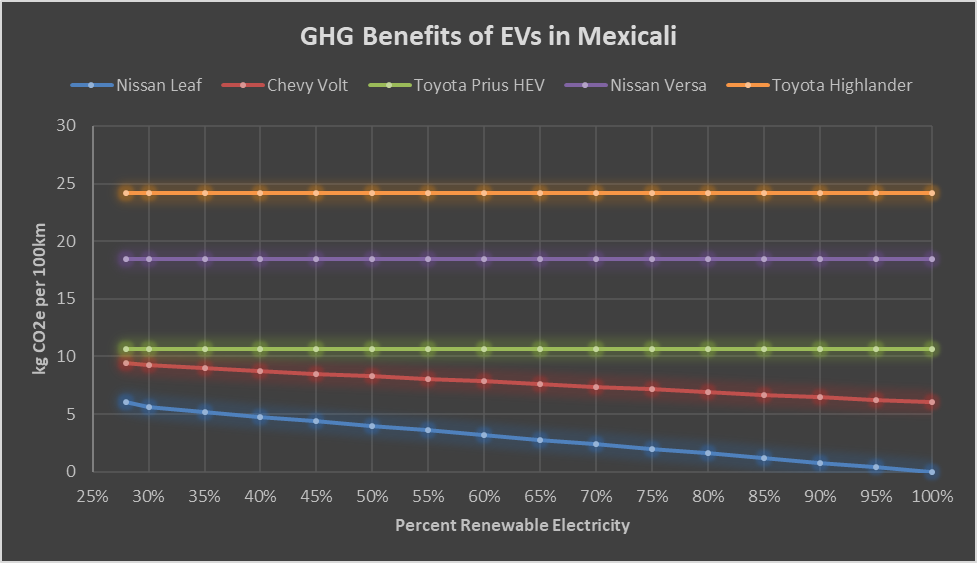 GHG Benefits of EVs in Mexicali
Nissan Leaf Chevy Volt Toyota Prius HEV Nissan Versa Toyota Highlander
kg CO2e per 100km
30
25
20
15
10
5
0
25% 30% 35% 40% 45% 50% 55% 60% 65% 70% 75% 80% 85% 90% 95% 100%
Percent Renewable Electricity